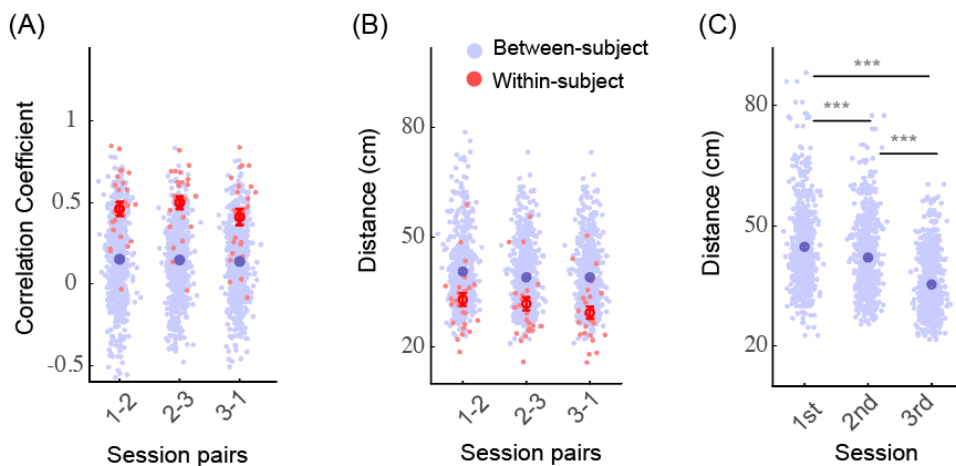 (A)
Correlation Coefficient
1
0.5
0
-0.5
1-2
2-3
3-1
Session pairs
(B)
Between-subject
Within-subject
Distance (cm)
80
50
20
1-2
2-3
3-1
Session pairs
(C)
***
***
***
Distance (cm)
80
50
20
1st
2nd
3rd
Session